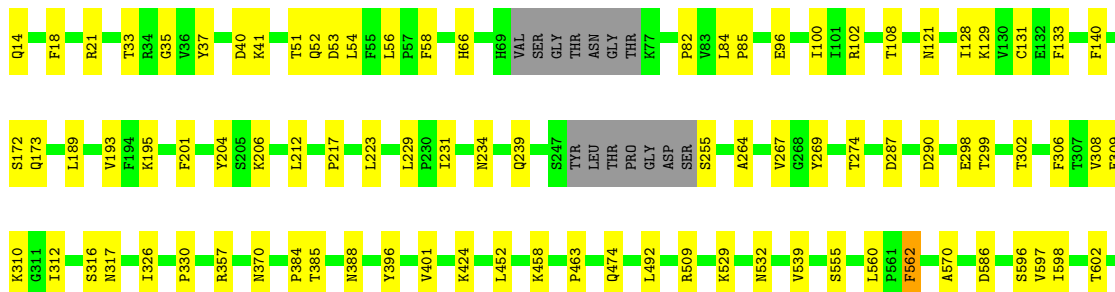 Q14 F18 R21 T33 R34 G35 V36 Y37 D40 K41 T51 Q52 D53 L54 F55 L56 P57 F58 H66 H69 VAL SER GLY THR ASN GLY THR K77 P82 V83 L84 P85 E96 I100 I101 R102 T108 N121 I128 K129 V130 C131 E132 F133 F140
S172 Q173 L189 V193 F194 K195 F201 Y204 S205 K206 L212 P217 L223 L229 P230 I231 N234 Q239 S247 TYR LEU THR PRO GLY ASP SER S255 A264 V267 G268 Y269 T274 D287 D290 E298 T299 T302 F306 T307 V308 E309
K310 G311 I312 S316 N317 I326 P330 R357 N370 P384 T385 N388 Y396 V401 K424 L452 K458 P463 Q474 L492 R509 K529 N532 V539 S555 L560 P561 F562 A570 D586 S596 V597 I598 T602